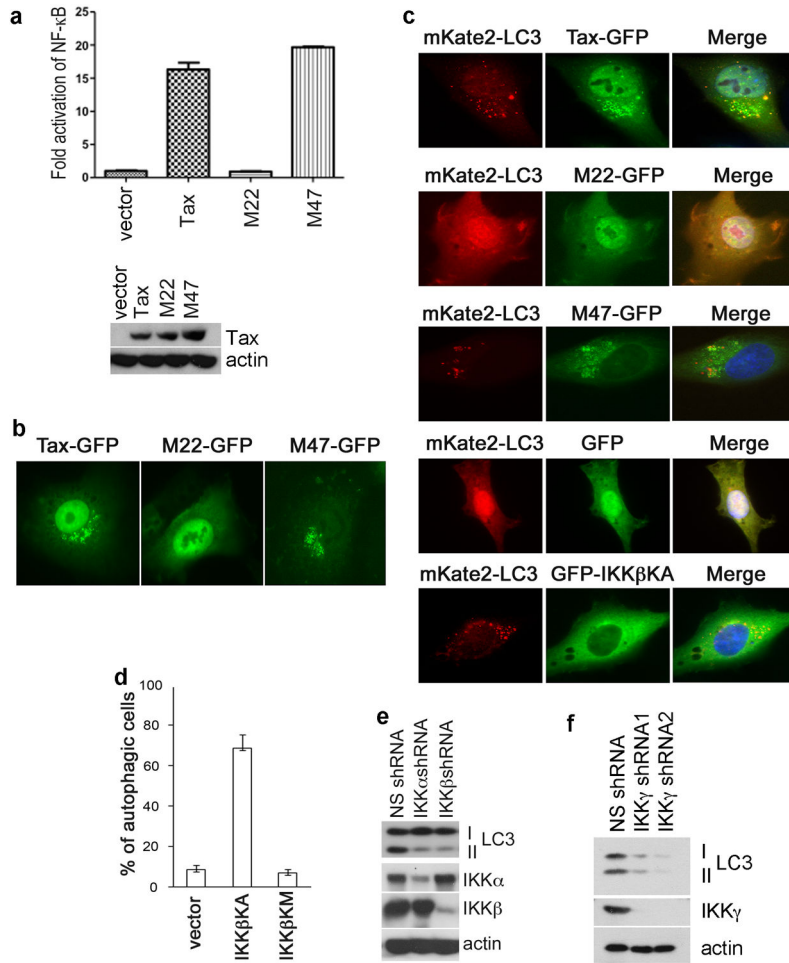 a
Fold activation of NF-κB
25
20
15
10
5
0
vector
Tax
M22
M47
vector
Tax
M22
M47
Tax
actin
b
Tax-GFP M22-GFP M47-GFP
c
mKate2-LC3 Tax-GFP Merge
mKate2-LC3 M22-GFP Merge
mKate2-LC3 M47-GFP Merge
mKate2-LC3 GFP Merge
mKate2-LC3 GFP-IKKβKA Merge
d
% of autophagic cells
100
80
60
40
20
0
vector
IKKβKA
IKKβKM
e
NS shRNA
IKKαshRNA
IKKβshRNA
I
II
LC3
IKKα
IKKβ
actin
f
NS shRNA
IKKγ shRNA1
IKKγ shRNA2
I
II
LC3
IKKγ
actin